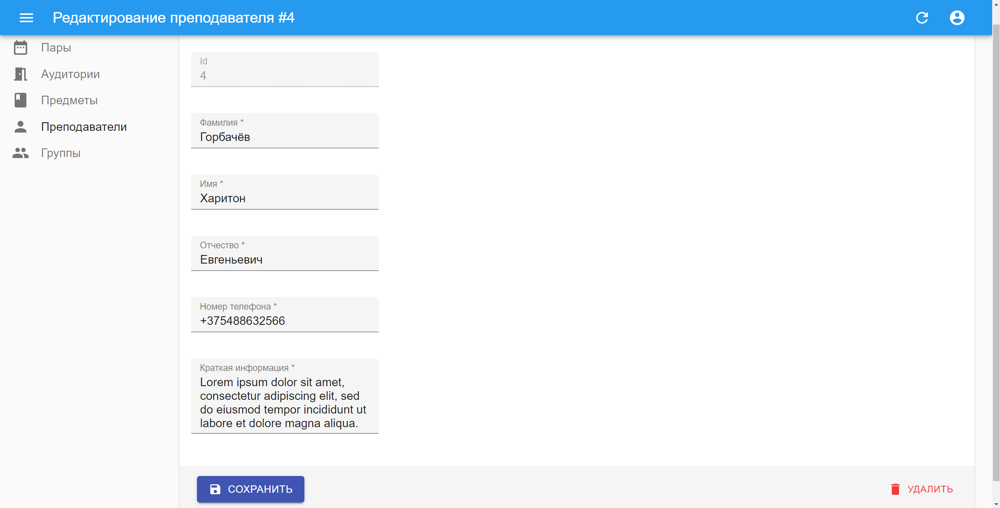 Редактирование преподавателя #4
Пары
Аудитории
Предметы
Преподаватели
Группы
Id
4
Фамилия *
Горбачёв
Имя *
Харитон
Отчество *
Евгеньевич
Номер телефона *
+375488632566
Краткая информация *
Lorem ipsum dolor sit amet,
consectetur adipiscing elit, sed
do eiusmod tempor incididunt ut
labore et dolore magna aliqua.
СОХРАНИТЬ
УДАЛИТЬ